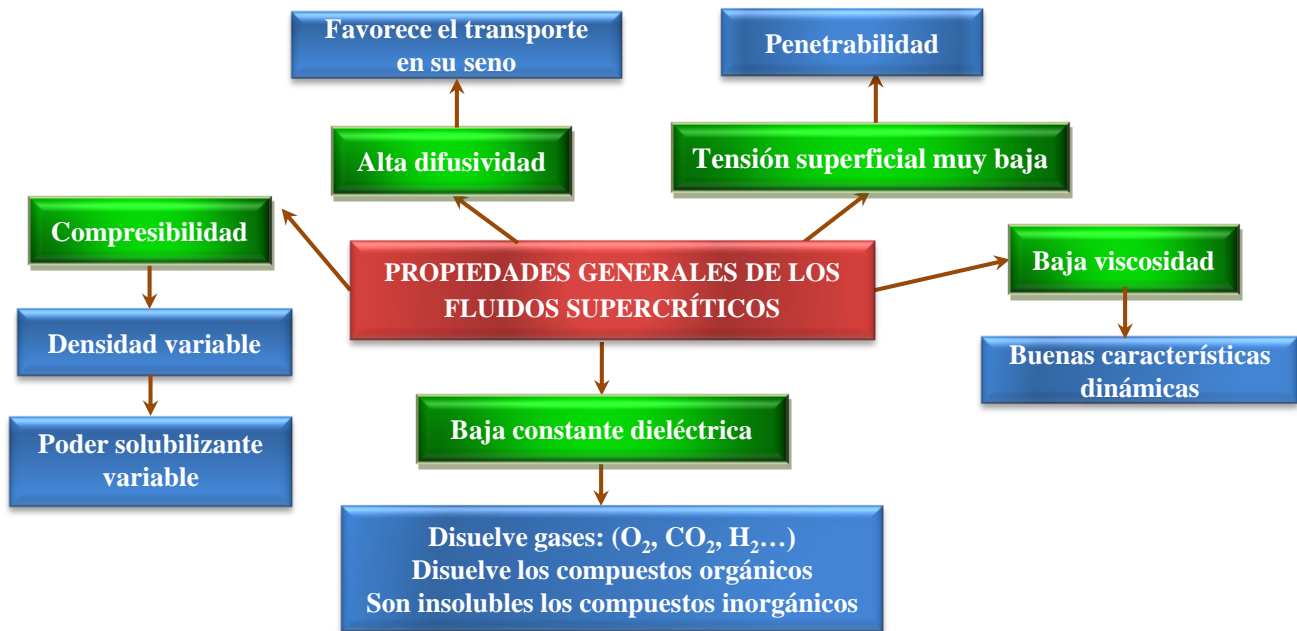 Favorece el transporte
en su seno
Penetrabilidad
Alta difusividad
Tensión superficial muy baja
Compresibilidad
PROPIEDADES GENERALES DE LOS
FLUIDOS SUPERCRÍTICOS
Baja viscosidad
Densidad variable
Buenas características
dinámicas
Poder solubilizante
variable
Baja constante dieléctrica
Disuelve gases: (O₂, CO₂, H₂…)
Disuelve los compuestos orgánicos
Son insolubles los compuestos inorgánicos